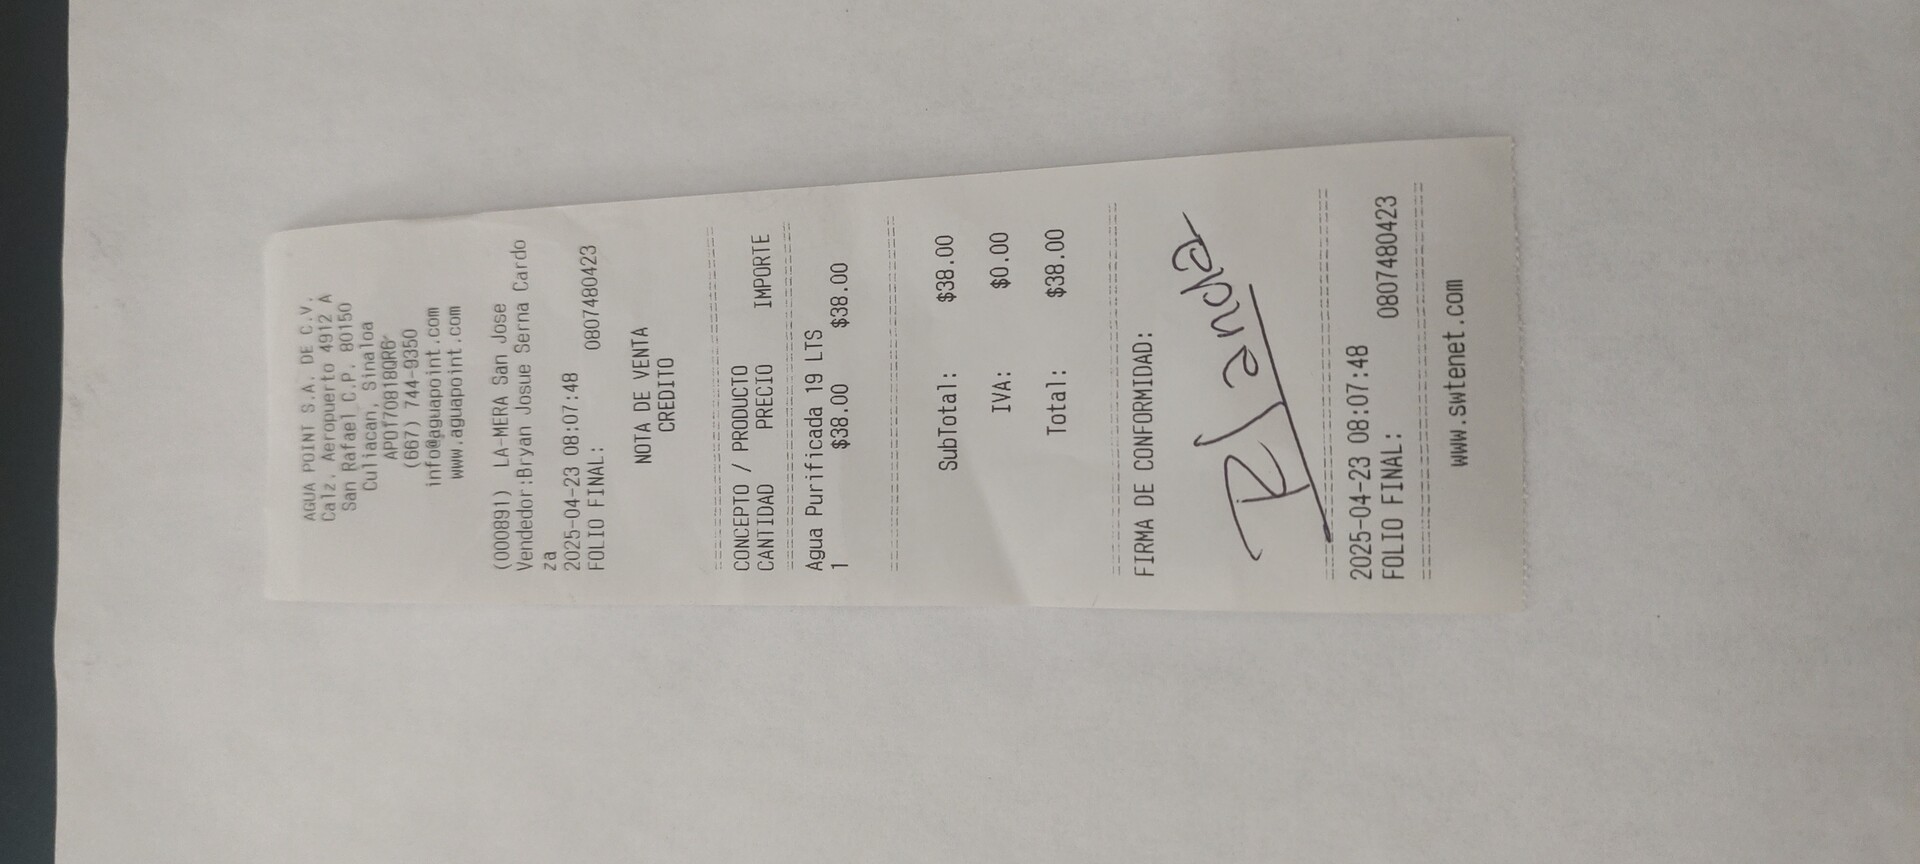 AGUA POINT S.A. DE C.V.
Calz. Aeropuerto 4912 A
San Rafael C.P. 80150
Culiacan, Sinaloa
APO170818QR6
(667) 744-9350
info@aguapoint.com
www.aguapoint.com
(000891) LA-MERA San Jose
Vendedor:Bryan Josue Serna Cardo
za
2025-04-23 08:07:48
FOLIO FINAL: 0807480423
NOTA DE VENTA
CREDITO
CONCEPTO / PRODUCTO
CANTIDAD PRECIO IMPORTE
Agua Purificada 19 LTS
1 $38.00 $38.00
SubTotal: $38.00
IVA: $0.00
Total: $38.00
FIRMA DE CONFORMIDAD:
2025-04-23 08:07:48
FOLIO FINAL: 0807480423
www.swtenet.com